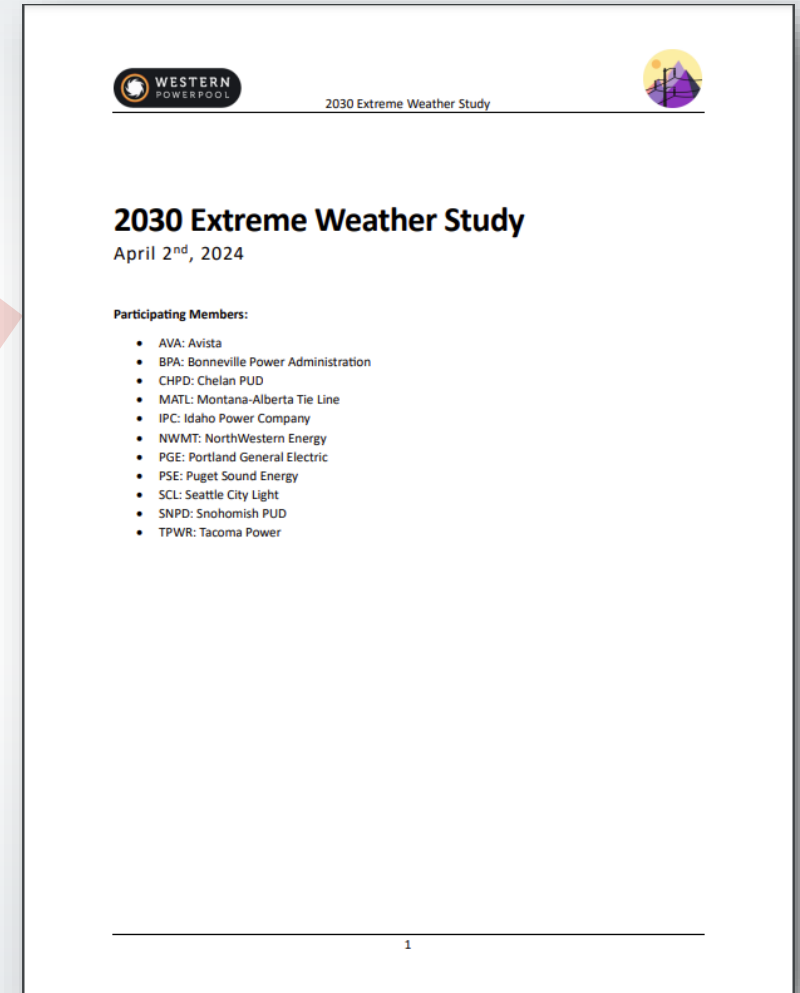 WESTERN
POWERPOOL
2030 Extreme Weather Study
2030 Extreme Weather Study
April 2nd, 2024
Participating Members:
• AVA: Avista
• BPA: Bonneville Power Administration
• CHPD: Chelan PUD
• MATL: Montana-Alberta Tie Line
• IPC: Idaho Power Company
• NWMT: NorthWestern Energy
• PGE: Portland General Electric
• PSE: Puget Sound Energy
• SCL: Seattle City Light
• SNPD: Snohomish PUD
• TPWR: Tacoma Power
1